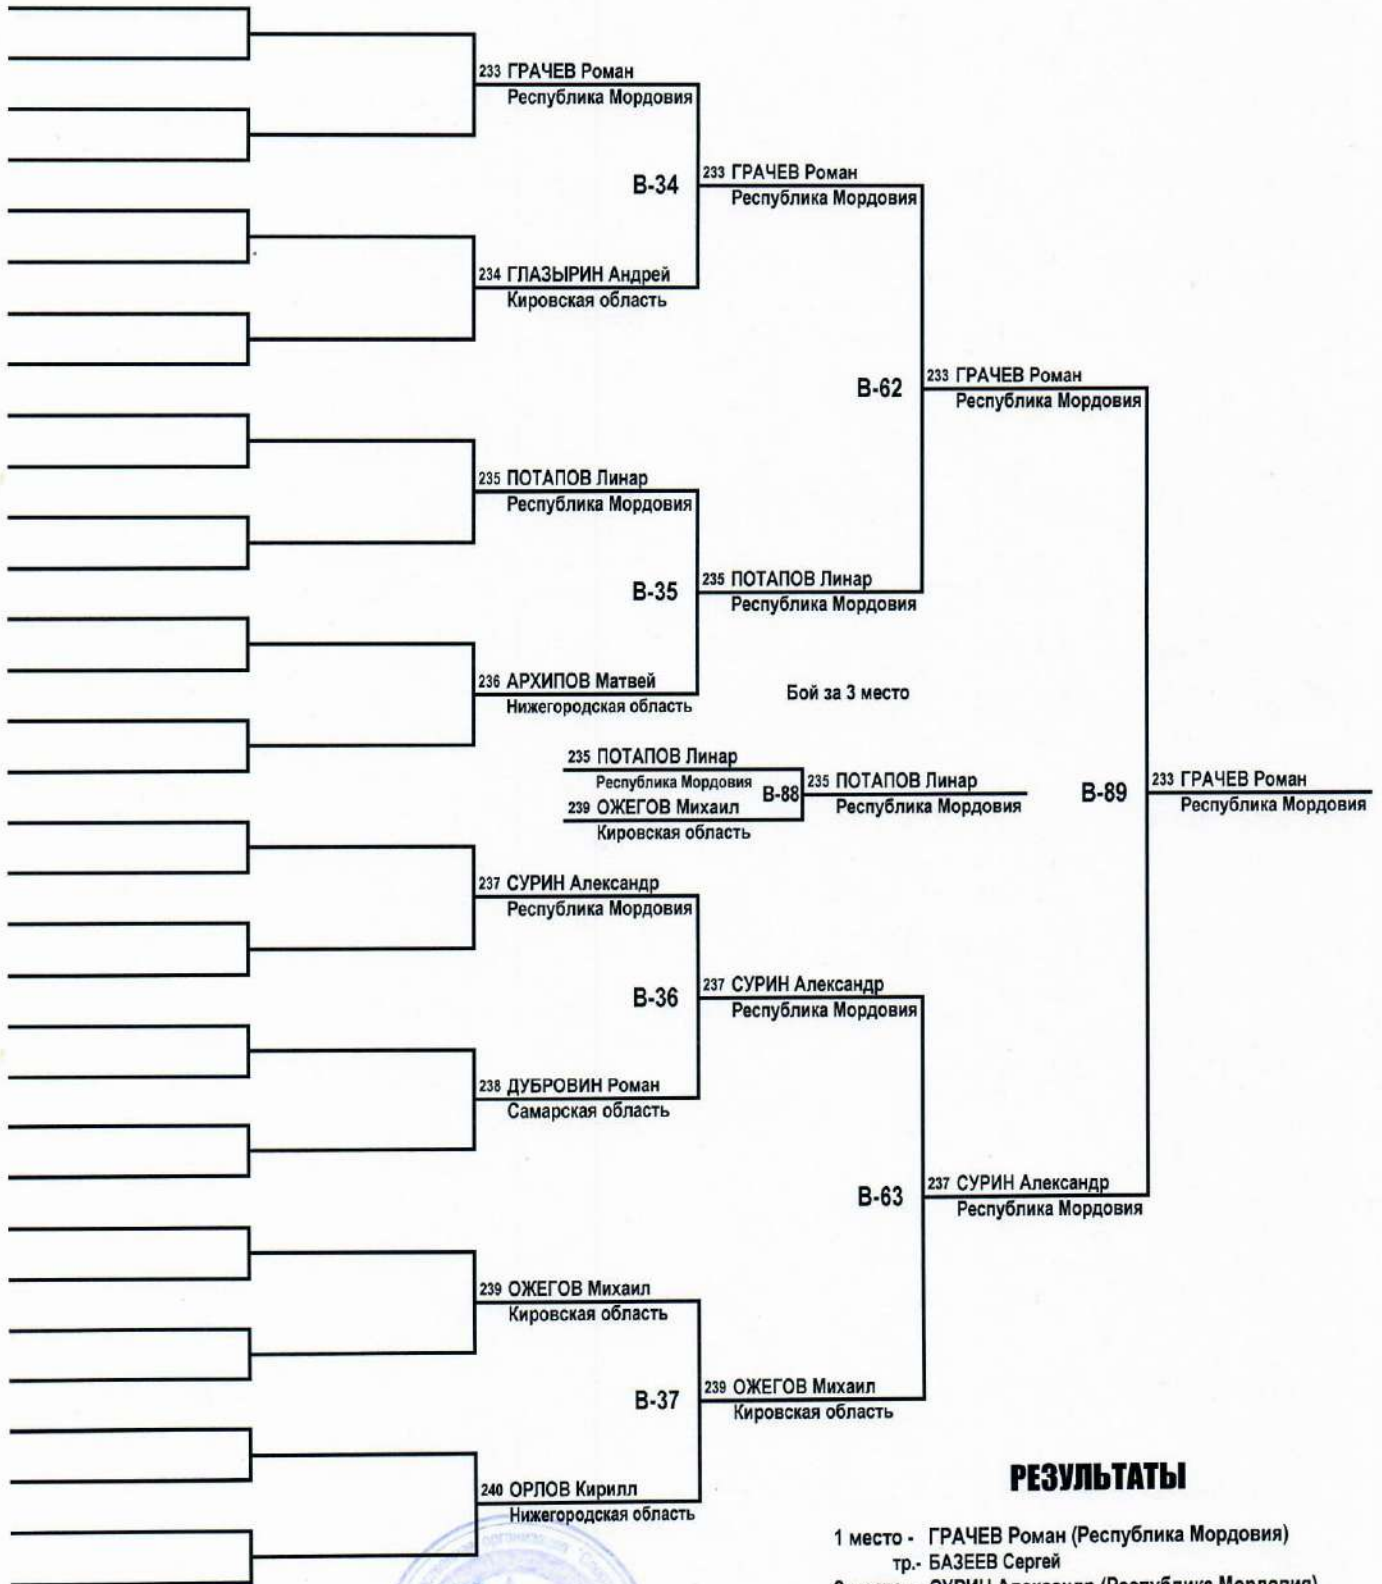 233 ГРАЧЕВ Роман
Республика Мордовия
В-34
233 ГРАЧЕВ Роман
Республика Мордовия
234 ГЛАЗЫРИН Андрей
Кировская область
В-62
233 ГРАЧЕВ Роман
Республика Мордовия
235 ПОТАПОВ Линар
Республика Мордовия
В-35
235 ПОТАПОВ Линар
Республика Мордовия
236 АРХИПОВ Матвей
Нижегородская область
Бой за 3 место
235 ПОТАПОВ Линар
Республика Мордовия
В-88
235 ПОТАПОВ Линар
Республика Мордовия
239 ОЖЕГОВ Михаил
Кировская область
В-89
233 ГРАЧЕВ Роман
Республика Мордовия
237 СУРИН Александр
Республика Мордовия
В-36
237 СУРИН Александр
Республика Мордовия
238 ДУБРОВИН Роман
Самарская область
В-63
237 СУРИН Александр
Республика Мордовия
239 ОЖЕГОВ Михаил
Кировская область
В-37
239 ОЖЕГОВ Михаил
Кировская область
240 ОРЛОВ Кирилл
Нижегородская область
РЕЗУЛЬТАТЫ
1 место - ГРАЧЕВ Роман (Республика Мордовия)
тр.- БАЗЕЕВ Сергей
СУРИН Александр (Республика Мордовия)